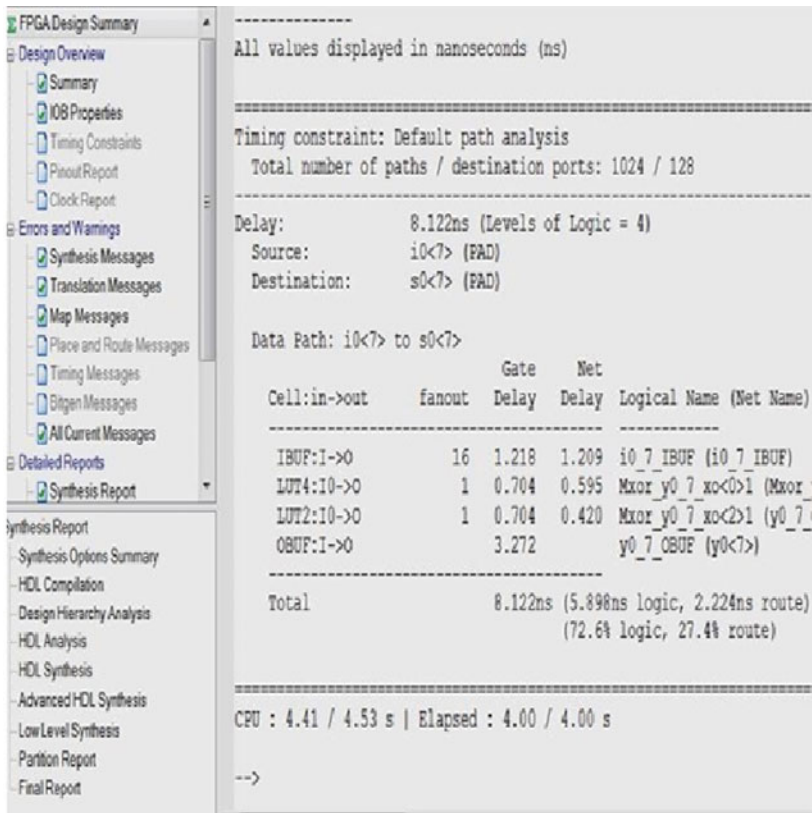 FPGA Design Summary
Design Overview
Summary
IOB Properties
Timing Constraints
Pinout Report
Clock Report
Errors and Warnings
Synthesis Messages
Translation Messages
Map Messages
Place and Route Messages
Timing Messages
Bitgen Messages
All Current Messages
Detailed Reports
Synthesis Report
Synthesis Report
Synthesis Options Summary
HDL Compilation
Design Hierarchy Analysis
HDL Analysis
HDL Synthesis
Advanced HDL Synthesis
Low Level Synthesis
Partition Report
Final Report
--------------
All values displayed in nanoseconds (ns)
=========================================================================
Timing constraint: Default path analysis
Total number of paths / destination ports: 1024 / 128
-------------------------------------------------------------------------
Delay: 8.122ns (Levels of Logic = 4)
Source: i0<7> (PAD)
Destination: s0<7> (PAD)
Data Path: i0<7> to s0<7>
Gate Net
Cell:in->out fanout Delay Delay Logical Name (Net Name)
---------------------------------------- ------------
IBUF:I->O 16 1.218 1.209 i0_7_IBUF (i0_7_IBUF)
LUT4:I0->O 1 0.704 0.595 Mxor_y0_7_xo<0>1 (Mxor_
LUT2:I0->O 1 0.704 0.420 Mxor_y0_7_xo<2>1 (y0_7_
OBUF:I->O 3.272 y0_7_OBUF (y0<7>)
----------------------------------------
Total 8.122ns (5.898ns logic, 2.224ns route)
(72.6% logic, 27.4% route)
=========================================================================
CPU : 4.41 / 4.53 s | Elapsed : 4.00 / 4.00 s
-->